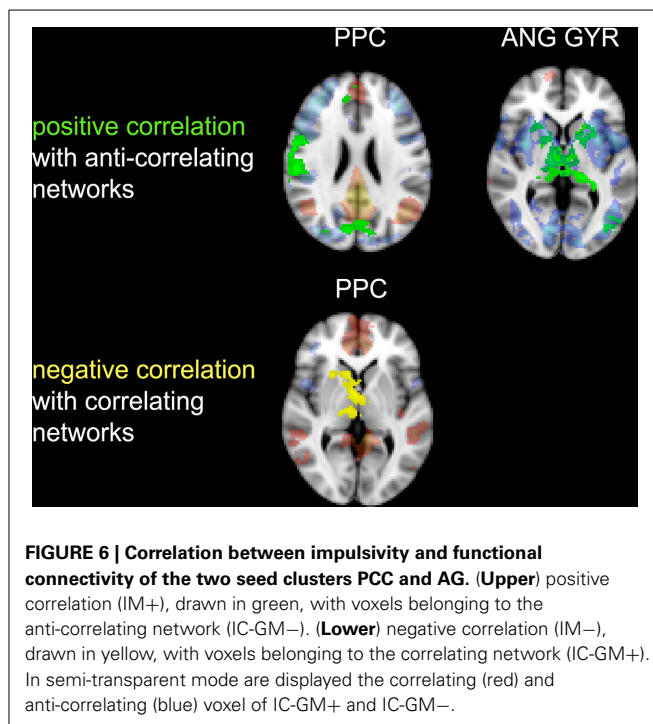 PPC ANG GYR
positive correlation
with anti-correlating
networks
PPC
negative correlation
with correlating
networks
FIGURE 6 | Correlation between impulsivity and functional
connectivity of the two seed clusters PCC and AG. (Upper) positive
correlation (IM+), drawn in green, with voxels belonging to the
anti-correlating network (IC-GM−). (Lower) negative correlation (IM−),
drawn in yellow, with voxels belonging to the correlating network (IC-GM+).
In semi-transparent mode are displayed the correlating (red) and
anti-correlating (blue) voxel of IC-GM+ and IC-GM−.